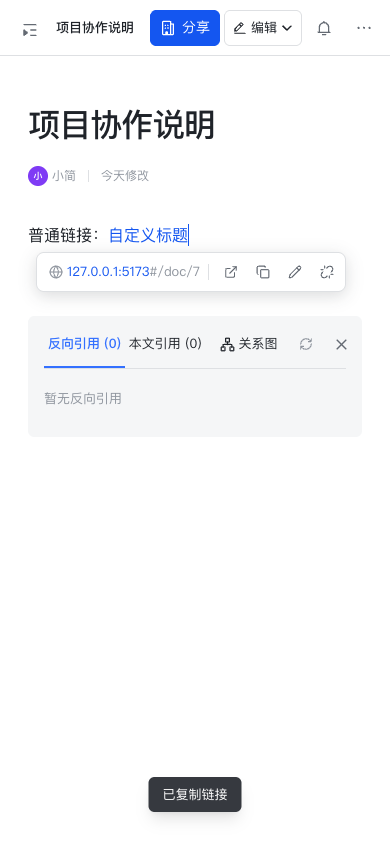 项目协作说明
分享
编辑
项目协作说明
小
小简
今天修改
普通链接：自定义标题
127.0.0.1:5173#/doc/7
反向引用 (0)
本文引用 (0)
关系图
暂无反向引用
已复制链接